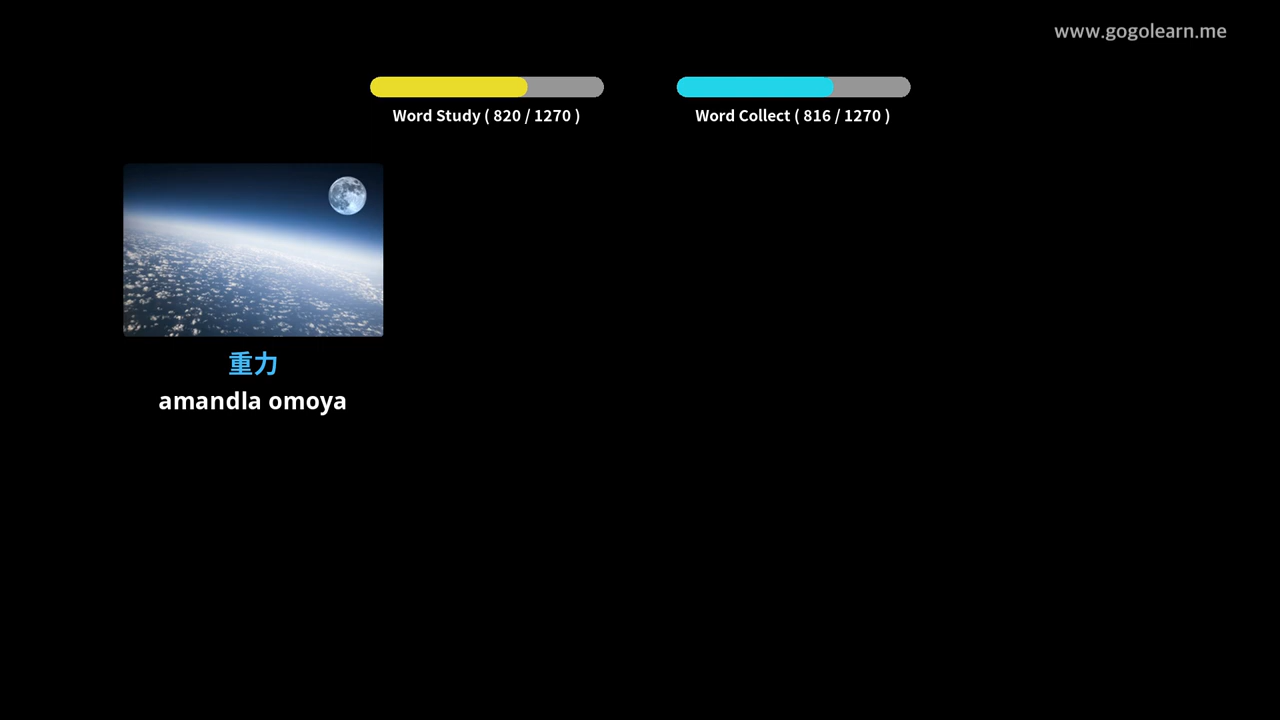 www.gogolearn.me
Word Study ( 820 / 1270 )
Word Collect ( 816 / 1270 )
重力
amandla omoya